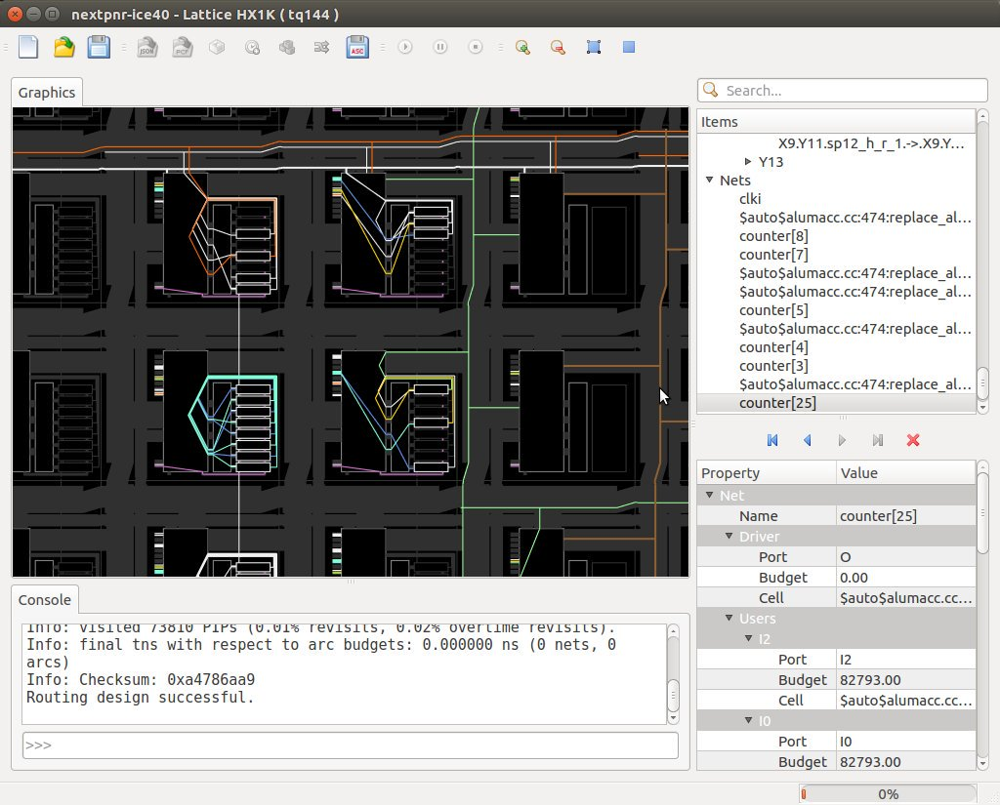 nextpnr-ice40 - Lattice HX1K ( tq144 )
JSON
PCF
ASC
Graphics
Search...
Items
X9.Y11.sp12_h_r_1.->.X9.Y...
Y13
Nets
clki
$auto$alumacc.cc:474:replace_al...
counter[8]
counter[7]
$auto$alumacc.cc:474:replace_al...
$auto$alumacc.cc:474:replace_al...
counter[5]
$auto$alumacc.cc:474:replace_al...
counter[4]
counter[3]
$auto$alumacc.cc:474:replace_al...
counter[25]
Property Value
Net
Name counter[25]
Driver
Port O
Budget 0.00
Cell $auto$alumacc.cc...
Users
I2
Port I2
Budget 82793.00
Cell $auto$alumacc.cc...
I0
Port I0
Budget 82793.00
Console
Info: visited 73810 PIPs (0.01% revisits, 0.02% overtime revisits).
Info: final tns with respect to arc budgets: 0.000000 ns (0 nets, 0
arcs)
Info: Checksum: 0xa4786aa9
Routing design successful.
>>>
0%